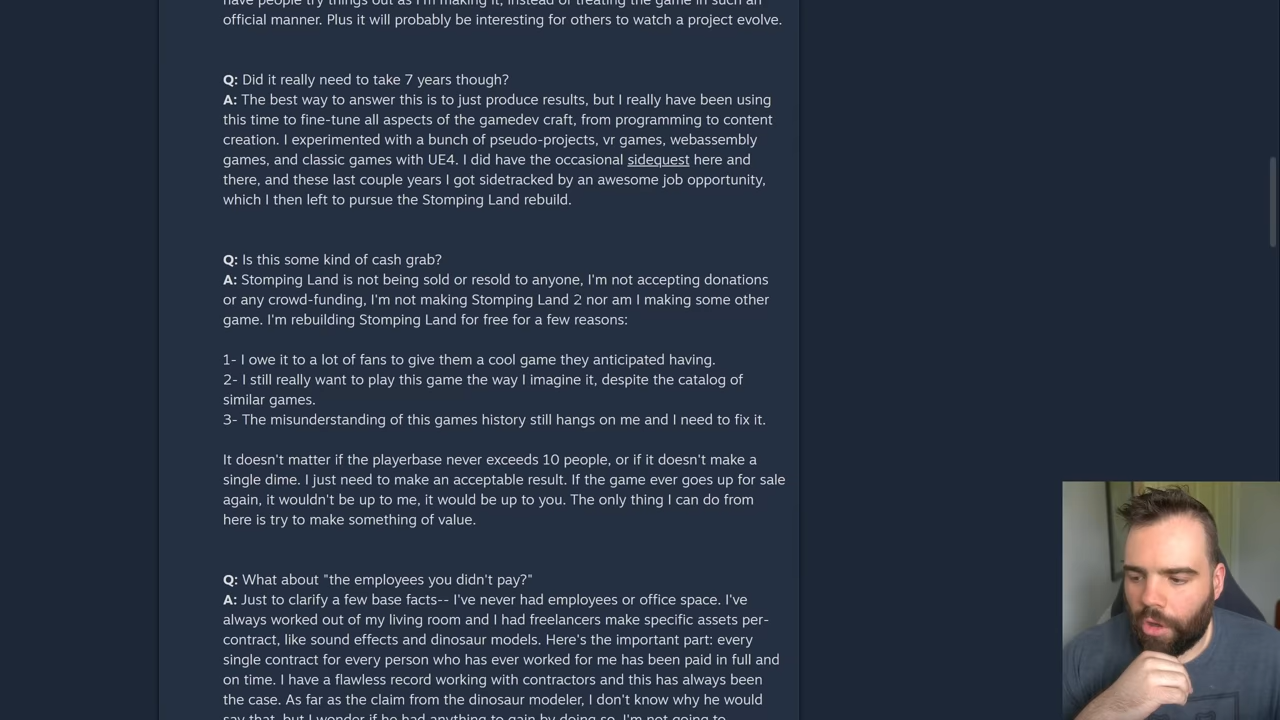 have people try things out as I'm making it, instead of treating the game in such an
official manner. Plus it will probably be interesting for others to watch a project evolve.
Q: Did it really need to take 7 years though?
A: The best way to answer this is to just produce results, but I really have been using
this time to fine-tune all aspects of the gamedev craft, from programming to content
creation. I experimented with a bunch of pseudo-projects, vr games, webassembly
games, and classic games with UE4. I did have the occasional sidequest here and
there, and these last couple years I got sidetracked by an awesome job opportunity,
which I then left to pursue the Stomping Land rebuild.
Q: Is this some kind of cash grab?
A: Stomping Land is not being sold or resold to anyone, I'm not accepting donations
or any crowd-funding, I'm not making Stomping Land 2 nor am I making some other
game. I'm rebuilding Stomping Land for free for a few reasons:
1- I owe it to a lot of fans to give them a cool game they anticipated having.
2- I still really want to play this game the way I imagine it, despite the catalog of
similar games.
3- The misunderstanding of this games history still hangs on me and I need to fix it.
It doesn't matter if the playerbase never exceeds 10 people, or if it doesn't make a
single dime. I just need to make an acceptable result. If the game ever goes up for sale
again, it wouldn't be up to me, it would be up to you. The only thing I can do from
here is try to make something of value.
Q: What about "the employees you didn't pay?"
A: Just to clarify a few base facts-- I've never had employees or office space. I've
always worked out of my living room and I had freelancers make specific assets per-
contract, like sound effects and dinosaur models. Here's the important part: every
single contract for every person who has ever worked for me has been paid in full and
on time. I have a flawless record working with contractors and this has always been
the case. As far as the claim from the dinosaur modeler, I don't know why he would
say that, but I wonder if he had anything to gain by doing so. I'm not going to